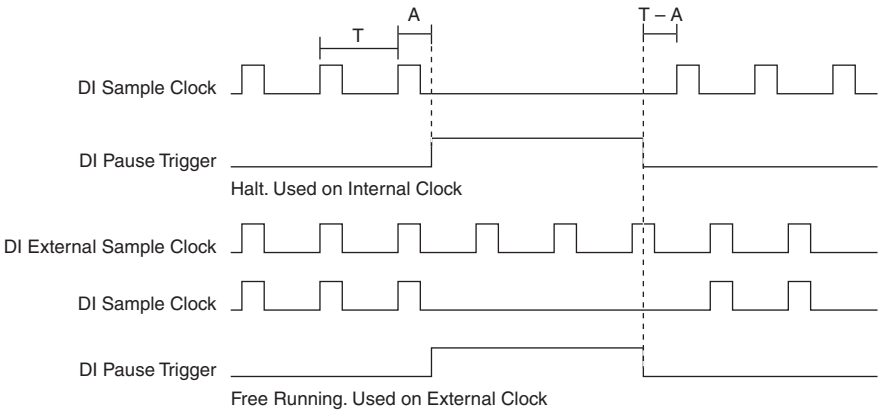 A
T – A
T
DI Sample Clock
DI Pause Trigger
Halt. Used on Internal Clock
DI External Sample Clock
DI Sample Clock
DI Pause Trigger
Free Running. Used on External Clock